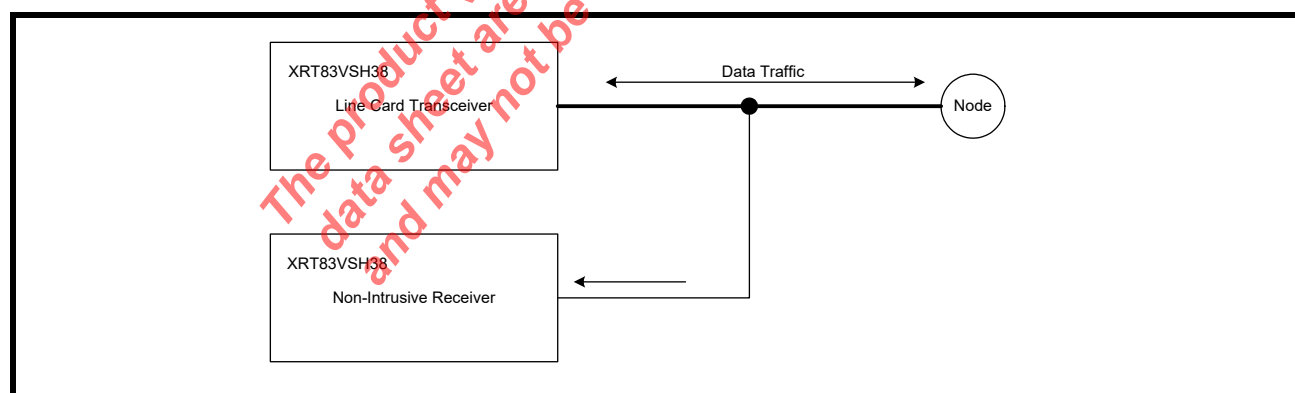 XRT83VSH38
Line Card Transceiver
Data Traffic
Node
XRT83VSH38
Non-Intrusive Receiver
The product
data sheet are
and may not be